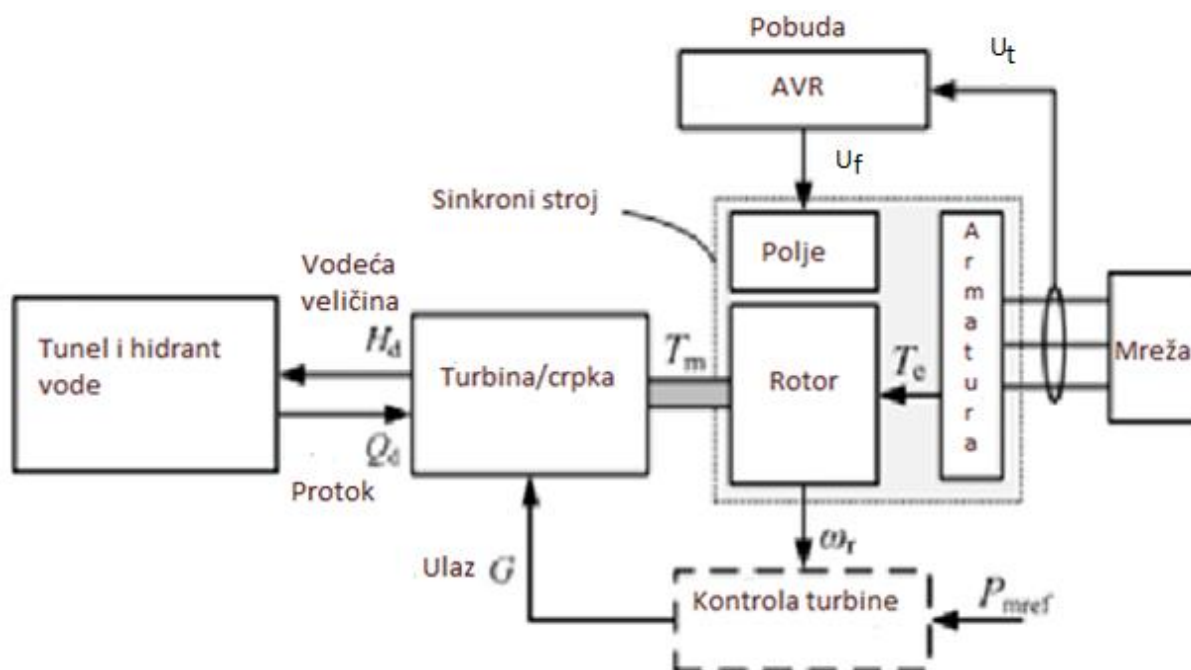 Pobuda
AVR
U_t
U_f
Sinkroni stroj
Polje
Armatura
Vodeća
veličina
Tunel i hidrant
vode
H_d
Turbina/crpka
T_m
Rotor
T_e
Mreža
Q_d
Protok
Ulaz G
ω_r
Kontrola turbine
P_mref